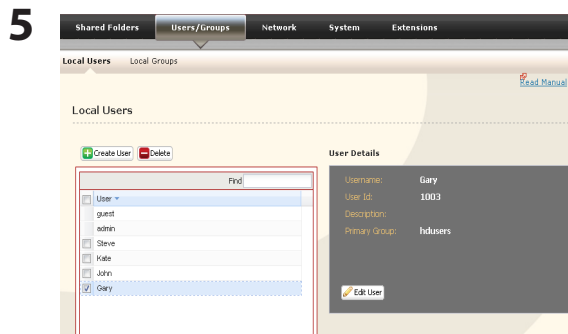 5
Shared Folders Users/Groups Network System Extensions
Local Users Local Groups
Read Manual
Local Users
Create User Delete
User Details
Find
User
guest
admin
Steve
Kate
John
Gary
Username: Gary
User Id: 1003
Description:
Primary Group: hdusers
Edit User